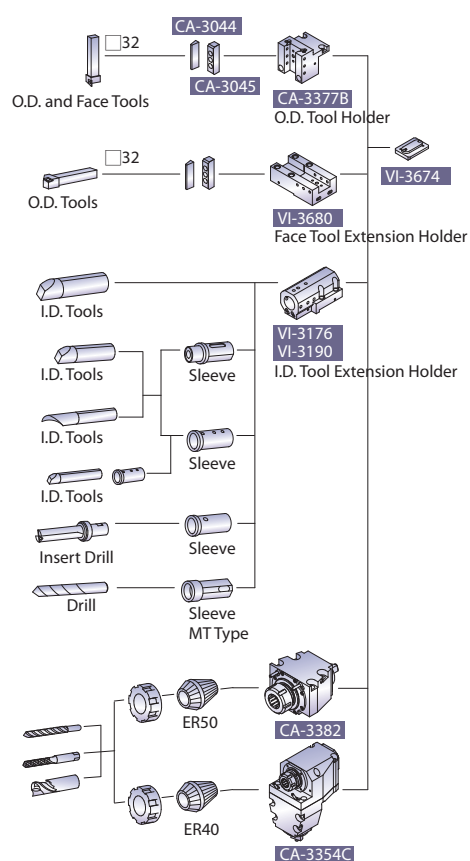 CA-3044
□32
CA-3045
CA-3377B
O.D. and Face Tools
O.D. Tool Holder
□32
VI-3674
O.D. Tools
VI-3680
Face Tool Extension Holder
I.D. Tools
VI-3176
VI-3190
I.D. Tools
Sleeve
I.D. Tool Extension Holder
I.D. Tools
Sleeve
I.D. Tools
Insert Drill
Sleeve
Drill
Sleeve
MT Type
ER50
CA-3382
ER40
CA-3354C